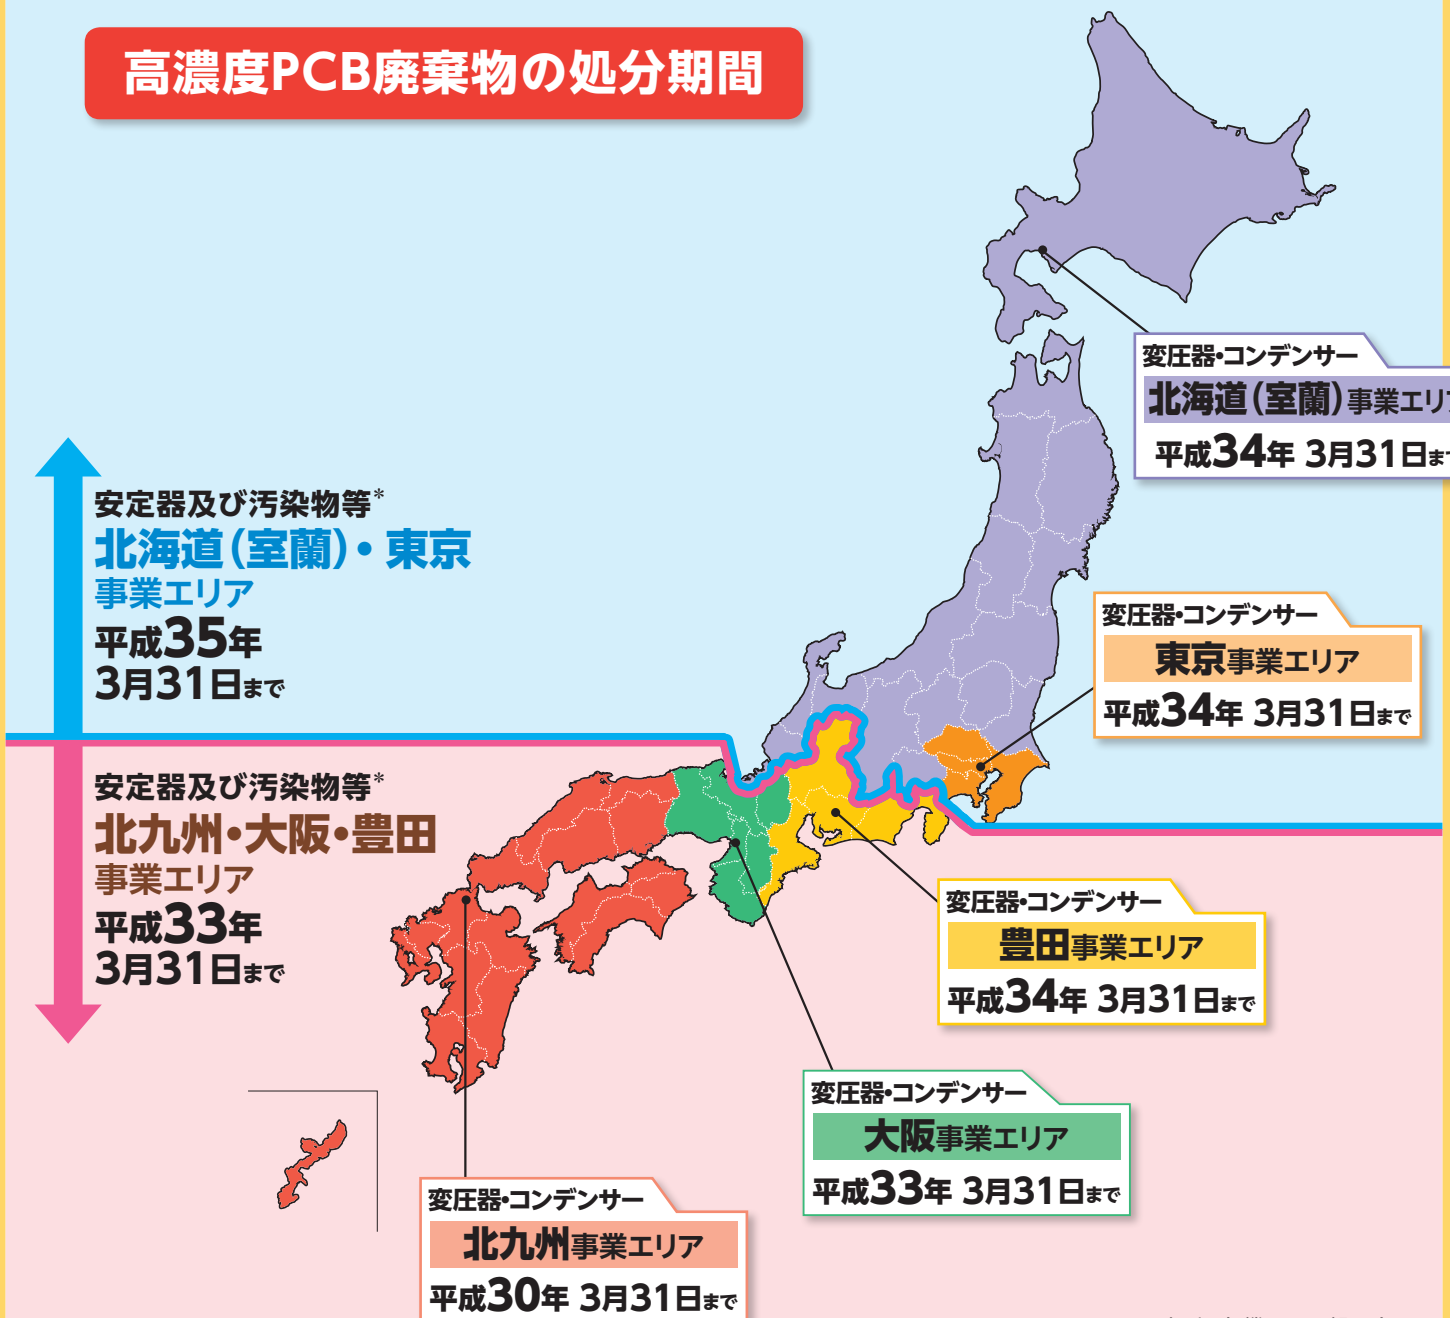 高濃度PCB廃棄物の処分期間
変圧器・コンデンサー
北海道(室蘭)事業エリ
平成34年 3月31日ま
安定器及び汚染物等*
北海道(室蘭)・東京
事業エリア
平成35年
3月31日まで
変圧器・コンデンサー
東京事業エリア
平成34年 3月31日まで
安定器及び汚染物等*
北九州・大阪・豊田
事業エリア
平成33年
3月31日まで
変圧器・コンデンサー
豊田事業エリア
平成34年 3月31日まで
変圧器・コンデンサー
大阪事業エリア
平成33年 3月31日まで
変圧器・コンデンサー
北九州事業エリア
平成30年 3月31日まで